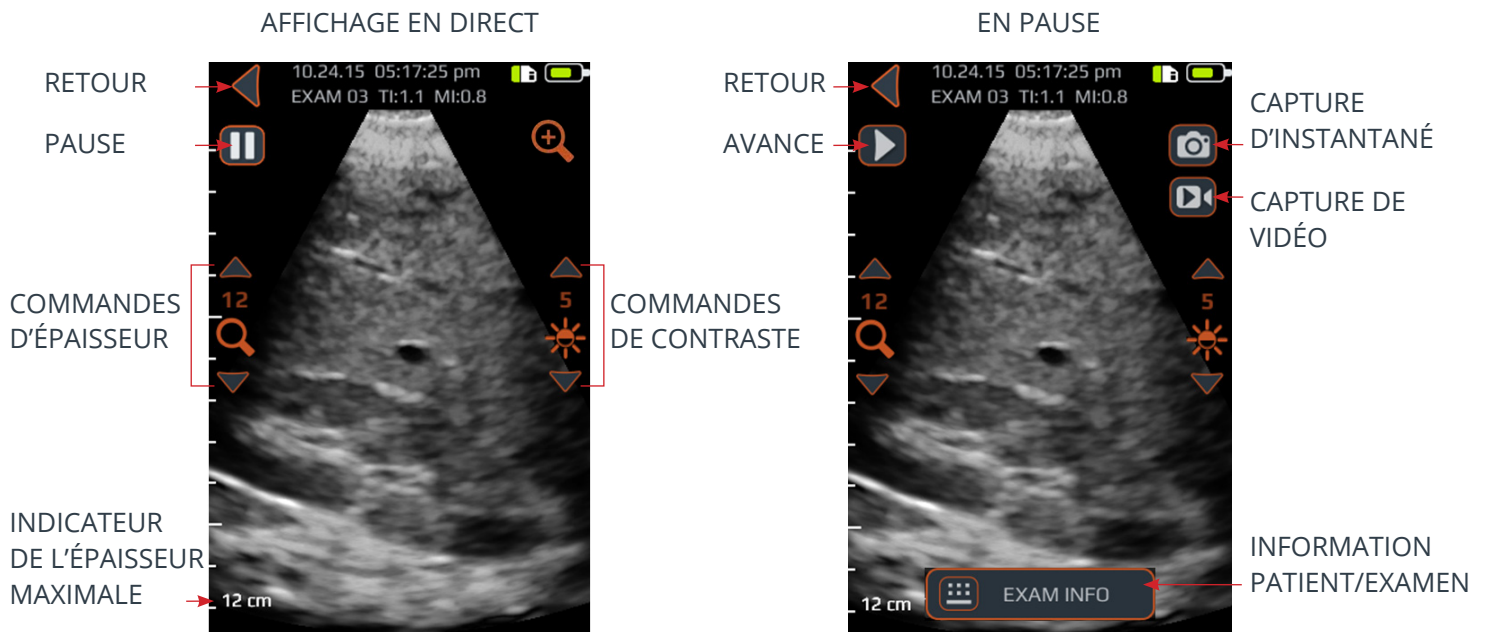 AFFICHAGE EN DIRECT
RETOUR
PAUSE
COMMANDES
D'ÉPAISSEUR
INDICATEUR
DE L'ÉPAISSEUR
MAXIMALE
10.24.15 05:17:25 pm
EXAM 03 TI:1.1 MI:0.8
12
5
12 cm
COMMANDES
DE CONTRASTE
EN PAUSE
RETOUR
AVANCE
10.24.15 05:17:25 pm
EXAM 03 TI:1.1 MI:0.8
12
5
12 cm
EXAM INFO
CAPTURE
D'INSTANTANÉ
CAPTURE DE
VIDÉO
INFORMATION
PATIENT/EXAMEN